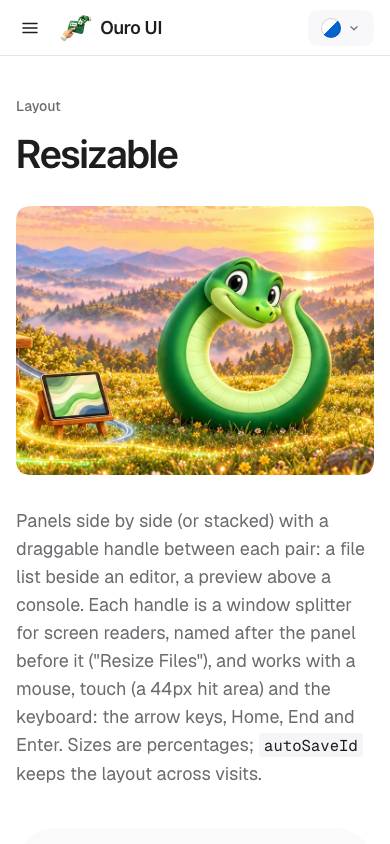 Ouro UI
Layout
Resizable
Panels side by side (or stacked) with a
draggable handle between each pair: a file
list beside an editor, a preview above a
console. Each handle is a window splitter
for screen readers, named after the panel
before it ("Resize Files"), and works with a
mouse, touch (a 44px hit area) and the
keyboard: the arrow keys, Home, End and
Enter. Sizes are percentages; autoSaveId
keeps the layout across visits.